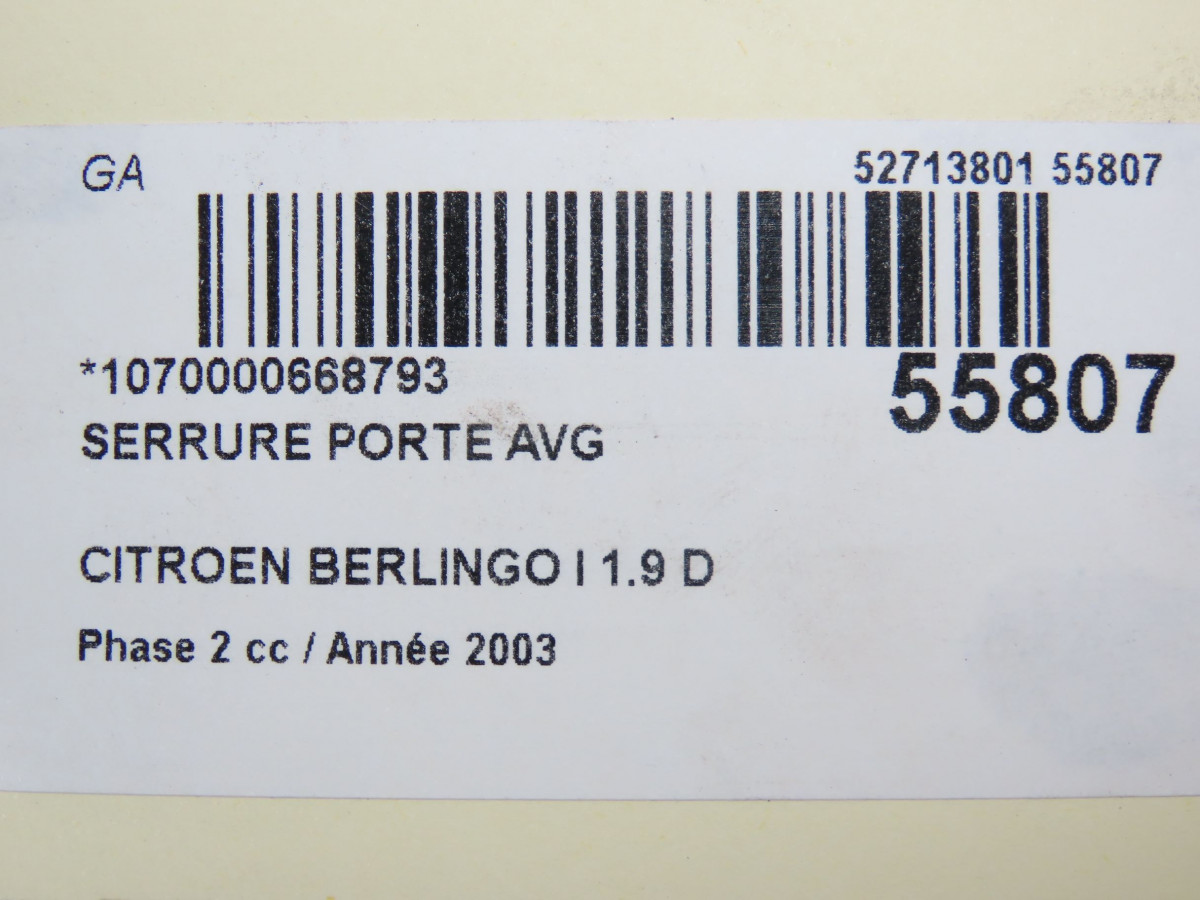 GA 52713801 55807
*1070000668793 55807
SERRURE PORTE AVG
CITROEN BERLINGO I 1.9 D
Phase 2 cc / Année 2003